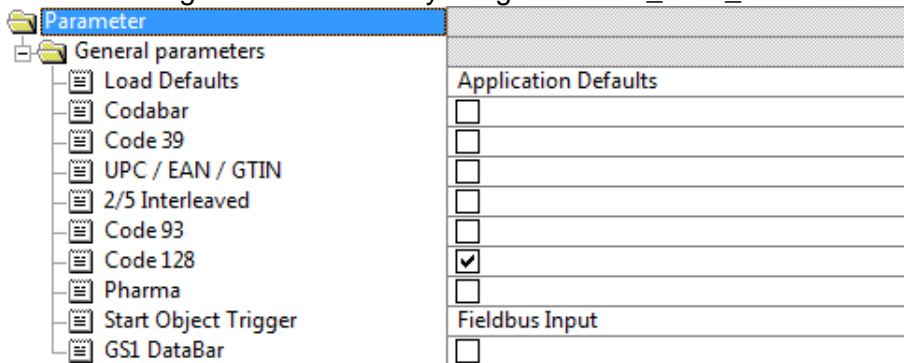 Parameter
General parameters
Load Defaults Application Defaults
Codabar
Code 39
UPC / EAN / GTIN
2/5 Interleaved
Code 93
Code 128
Pharma
Start Object Trigger Fieldbus Input
GS1 DataBar